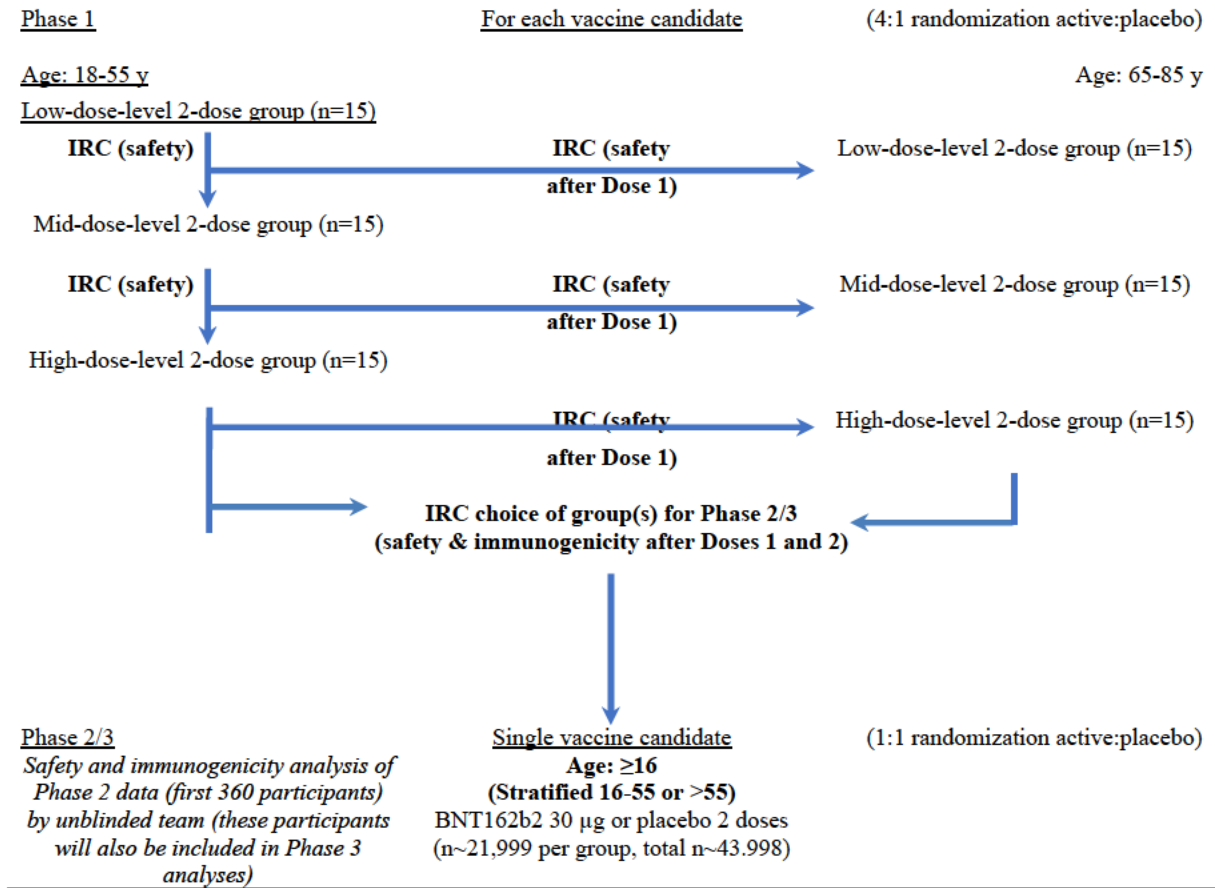 Phase 1 For each vaccine candidate (4:1 randomization active:placebo)
Age: 18-55 y Age: 65-85 y
Low-dose-level 2-dose group (n=15)
IRC (safety) IRC (safety Low-dose-level 2-dose group (n=15)
after Dose 1)
Mid-dose-level 2-dose group (n=15)
IRC (safety) IRC (safety Mid-dose-level 2-dose group (n=15)
after Dose 1)
High-dose-level 2-dose group (n=15)
IRC (safety High-dose-level 2-dose group (n=15)
after Dose 1)
IRC choice of group(s) for Phase 2/3
(safety & immunogenicity after Doses 1 and 2)
Phase 2/3 Single vaccine candidate (1:1 randomization active:placebo)
Safety and immunogenicity analysis of Age: ≥16
Phase 2 data (first 360 participants) (Stratified 16-55 or >55)
by unblinded team (these participants BNT162b2 30 µg or placebo 2 doses
will also be included in Phase 3 (n~21,999 per group, total n~43.998)
analyses)